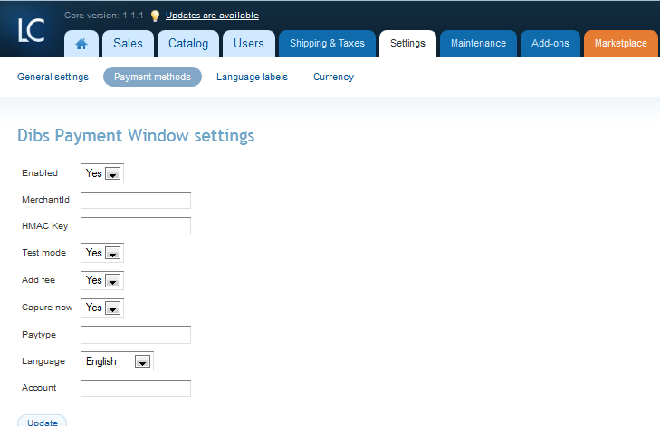 LC
Core version: 1.1.1 Updates are available
Sales Catalog Users Shipping & Taxes Settings Maintenance Add-ons Marketplace
General settings Payment methods Language labels Currency
Dibs Payment Window settings
Enabled Yes
MerchantId
HMAC Key
Test mode Yes
Add fee Yes
Capure now Yes
Paytype
Language English
Account
Update